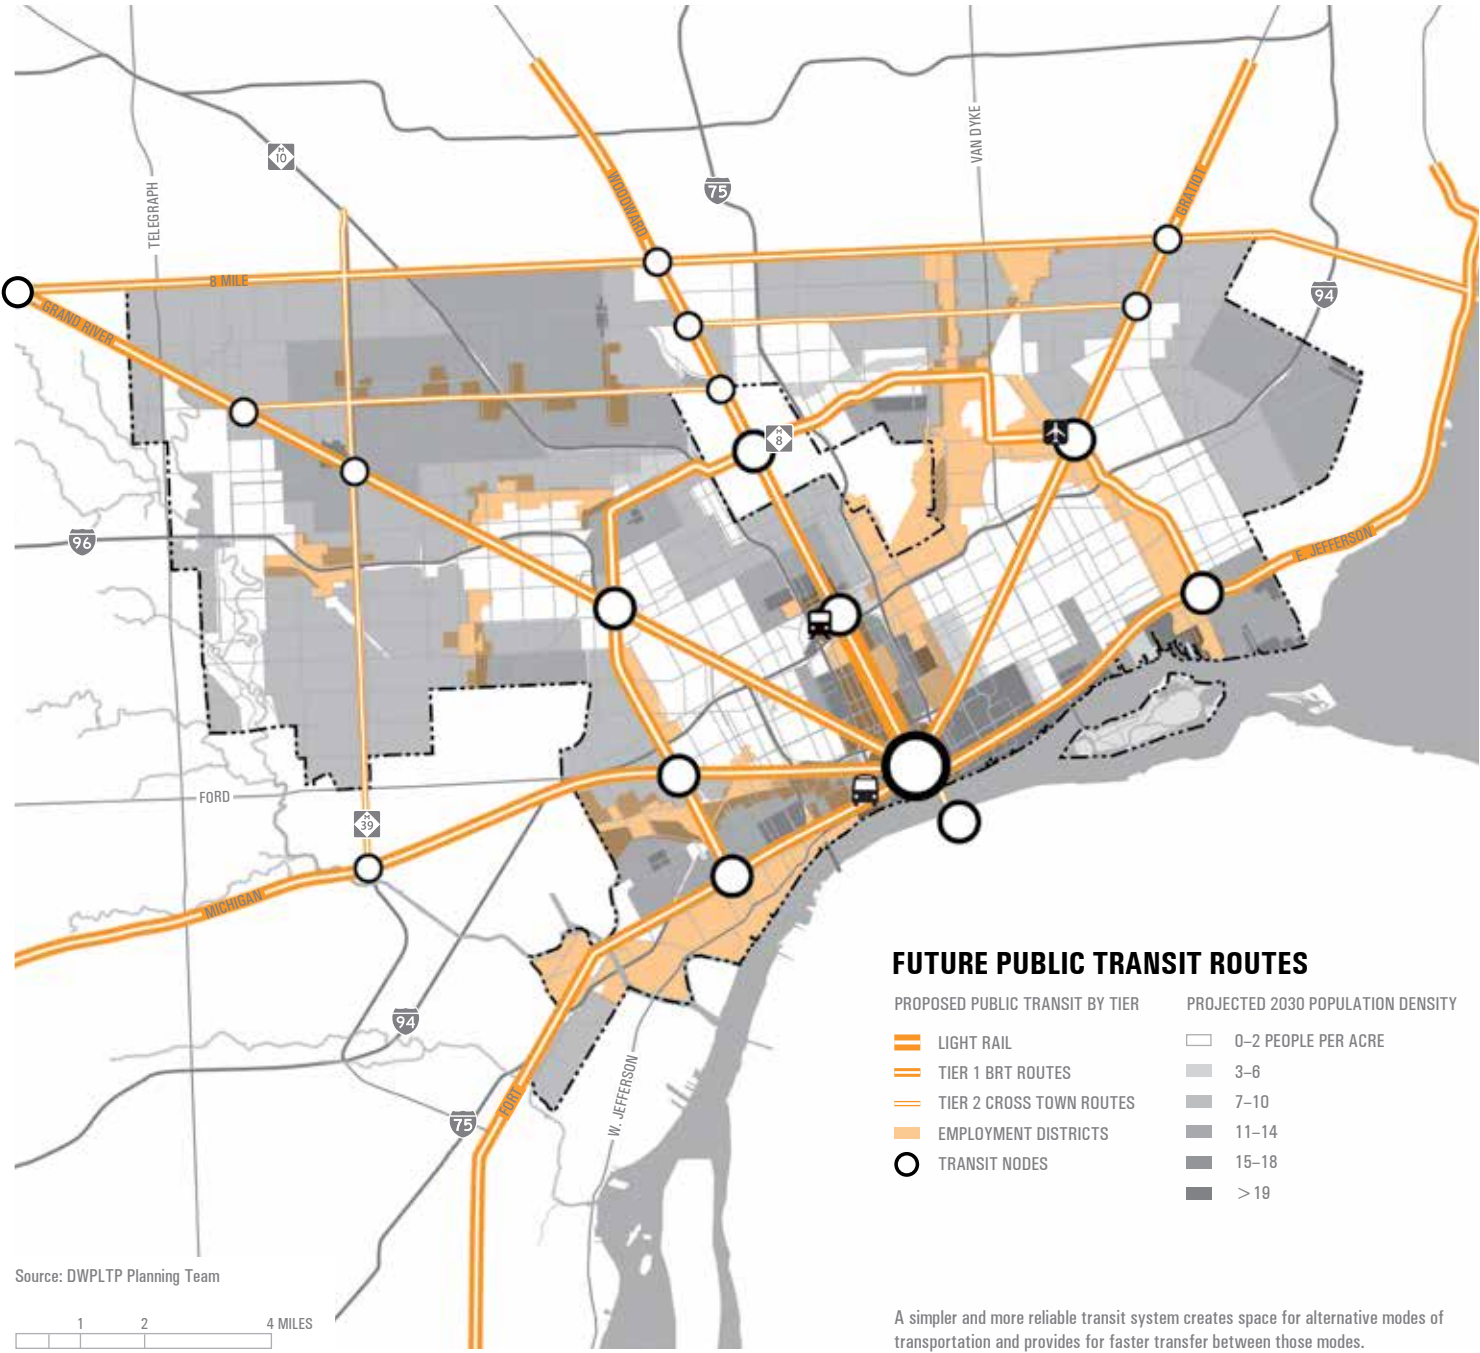 M
10
TELEGRAPH
WOODWARD
75
VAN DYKE
GRATIOT
8 MILE
GRAND RIVER
94
M
8
96
E. JEFFERSON
FORD
M
39
MICHIGAN
94
75
FORT
W. JEFFERSON
FUTURE PUBLIC TRANSIT ROUTES
PROPOSED PUBLIC TRANSIT BY TIER
LIGHT RAIL
TIER 1 BRT ROUTES
TIER 2 CROSS TOWN ROUTES
EMPLOYMENT DISTRICTS
TRANSIT NODES
PROJECTED 2030 POPULATION DENSITY
0–2 PEOPLE PER ACRE
3–6
7–10
11–14
15–18
>19
Source: DWPLTP Planning Team
1 2 4 MILES
A simpler and more reliable transit system creates space for alternative modes of
transportation and provides for faster transfer between those modes.